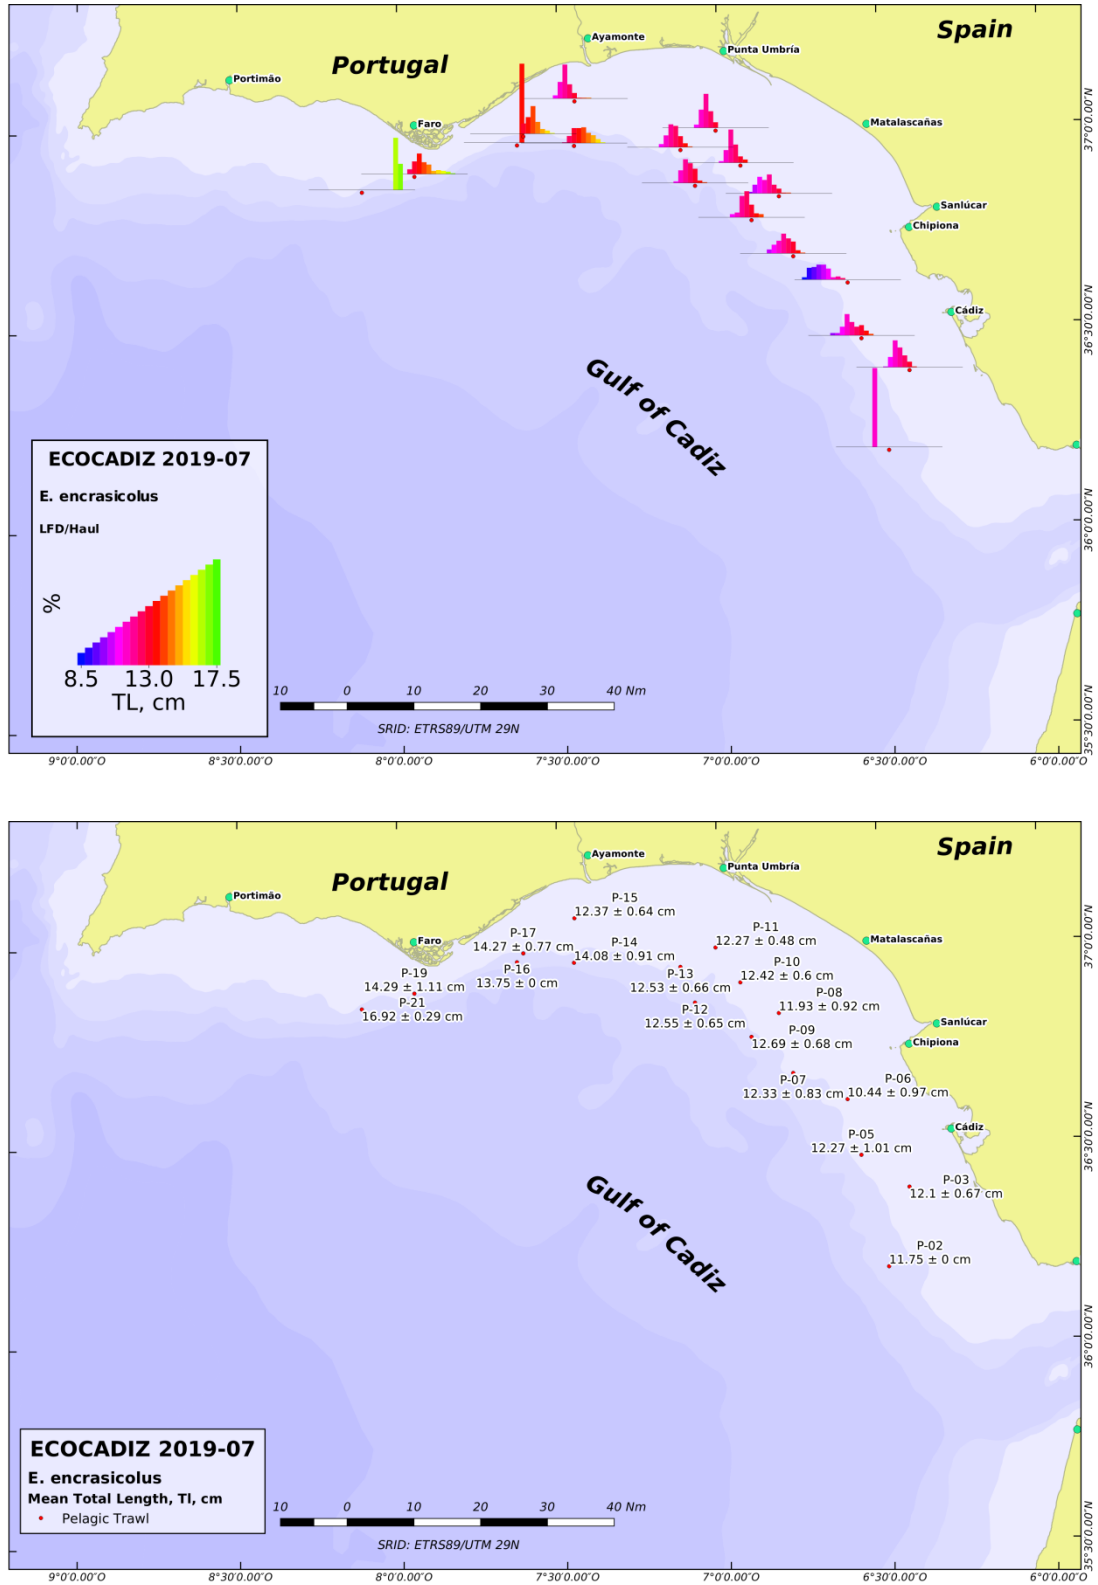 Spain
Portugal
Ayamonte
Punta Umbría
Portimão
Faro
Matalascañas
37°0'0.00"N
Sanlúcar
Chipiona
Cádiz
36°30'0.00"N
Gulf of Cadiz
ECOCADIZ 2019-07
E. encrasicolus
LFD/Haul
%
8.5 13.0 17.5
TL, cm
36°0'0.00"N
10 0 10 20 30 40 Nm
SRID: ETRS89/UTM 29N
35°30'0.00"N
9°0'0.00"O 8°30'0.00"O 8°0'0.00"O 7°30'0.00"O 7°0'0.00"O 6°30'0.00"O 6°0'0.00"O
Spain
Portugal
Ayamonte
Punta Umbría
Portimão
P-15
12.37 ± 0.64 cm
Faro
P-17
14.27 ± 0.77 cm
P-14
14.08 ± 0.91 cm
P-11
12.27 ± 0.48 cm
Matalascañas
37°0'0.00"N
P-19
14.29 ± 1.11 cm
P-16
13.75 ± 0 cm
P-13
12.53 ± 0.66 cm
P-10
12.42 ± 0.6 cm
P-21
16.92 ± 0.29 cm
P-12
12.55 ± 0.65 cm
P-08
11.93 ± 0.92 cm
Sanlúcar
P-09
12.69 ± 0.68 cm
Chipiona
P-07
12.33 ± 0.83 cm
P-06
10.44 ± 0.97 cm
Cádiz
P-05
12.27 ± 1.01 cm
36°30'0.00"N
P-03
12.1 ± 0.67 cm
Gulf of Cadiz
P-02
11.75 ± 0 cm
36°0'0.00"N
ECOCADIZ 2019-07
E. encrasicolus
Mean Total Length, Tl, cm
Pelagic Trawl
10 0 10 20 30 40 Nm
SRID: ETRS89/UTM 29N
35°30'0.00"N
9°0'0.00"O 8°30'0.00"O 8°0'0.00"O 7°30'0.00"O 7°0'0.00"O 6°30'0.00"O 6°0'0.00"O